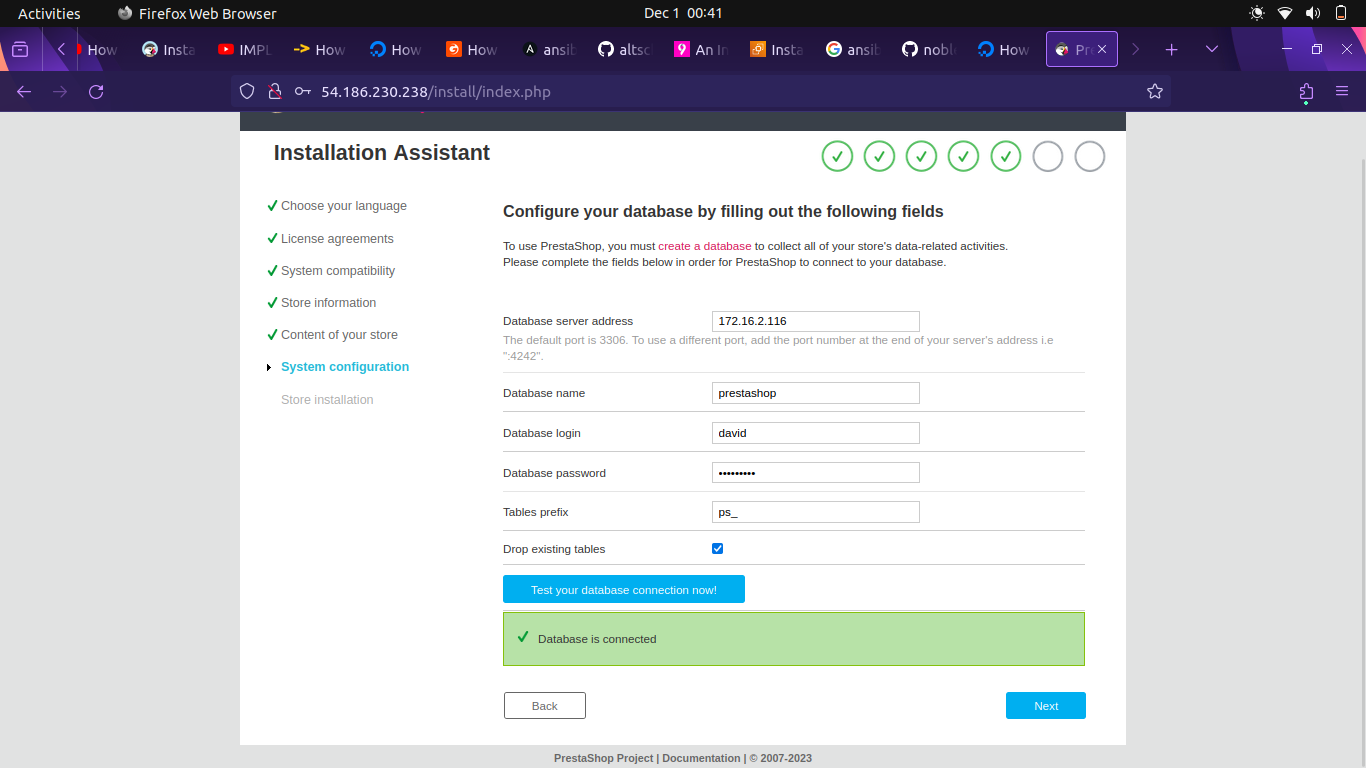 Activities
Firefox Web Browser
Dec 1 00:41
How
Insta
IMPL
How
How
How
ansib
altsc
An In
Insta
ansib
noble
How
Pre
54.186.230.238/install/index.php
Installation Assistant
Choose your language
License agreements
System compatibility
Store information
Content of your store
System configuration
Store installation
Configure your database by filling out the following fields
To use PrestaShop, you must create a database to collect all of your store's data-related activities.
Please complete the fields below in order for PrestaShop to connect to your database.
Database server address 172.16.2.116
The default port is 3306. To use a different port, add the port number at the end of your server's address i.e
":4242".
Database name prestashop
Database login david
Database password •••••••••
Tables prefix ps_
Drop existing tables
Test your database connection now!
Database is connected
Back
Next
PrestaShop Project | Documentation | © 2007-2023